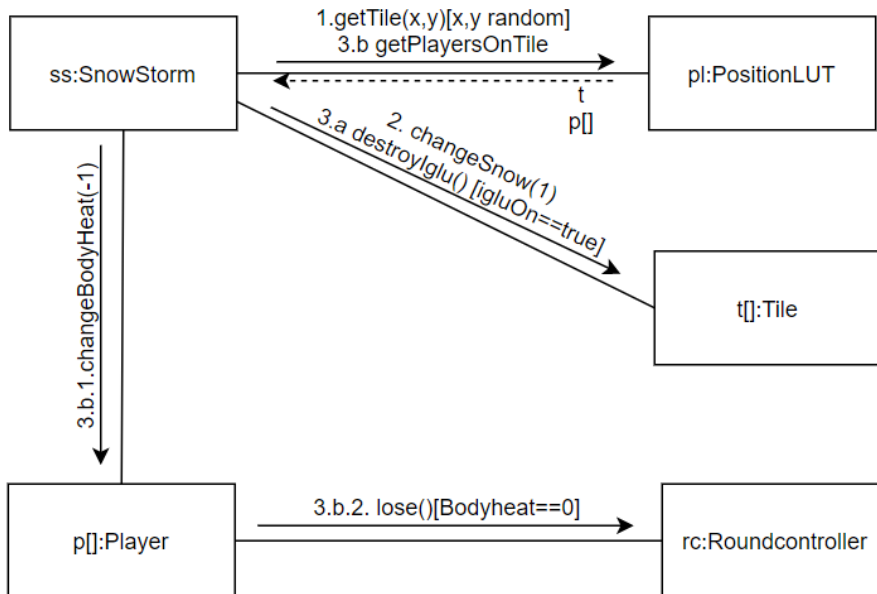 1.getTile(x,y)[x,y random]
3.b getPlayersOnTile
ss:SnowStorm
pl:PositionLUT
t
p[]
2. changeSnow(1)
3.a destroyIglu() [igluOn==true]
3.b.1.changeBodyHeat(-1)
t[]:Tile
3.b.2. lose()[Bodyheat==0]
p[]:Player
rc:Roundcontroller